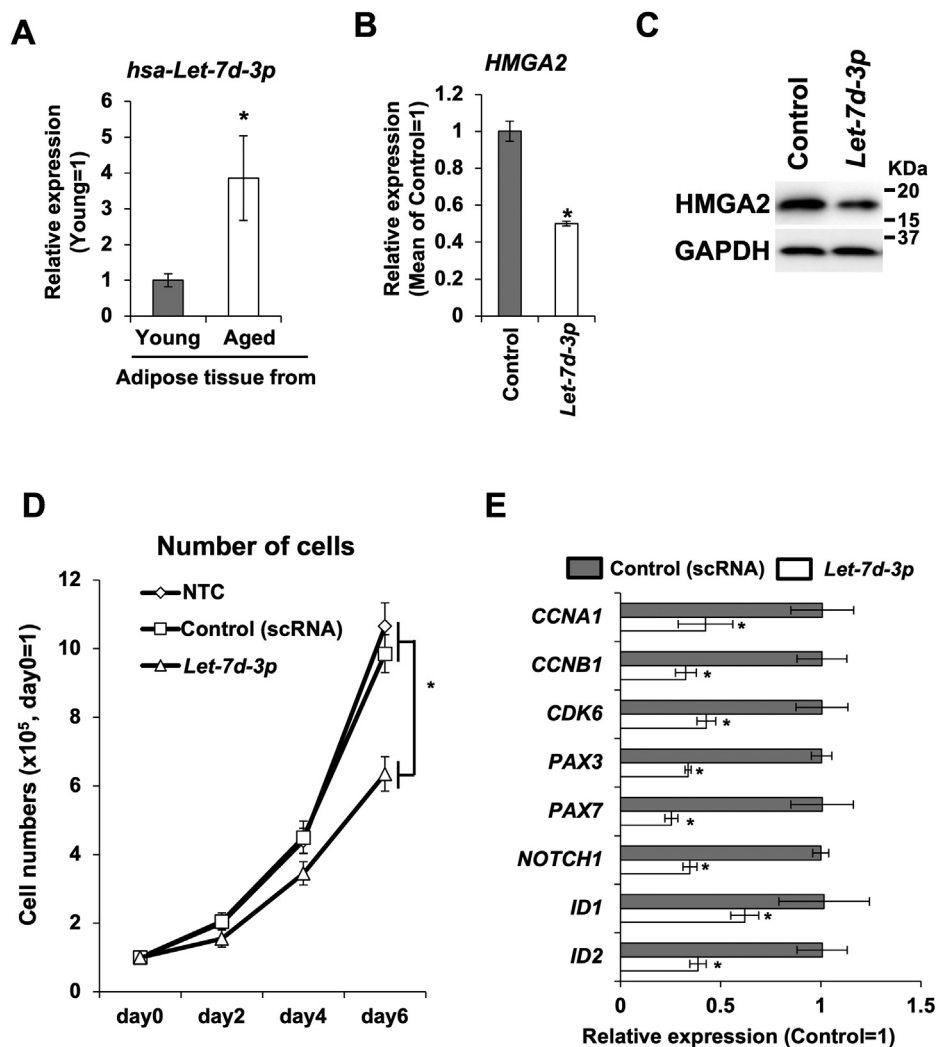 A
hsa-Let-7d-3p
Relative expression
(Young=1)
6
5
4
3
2
1
0
*
Young Aged
Adipose tissue from
B
HMGA2
Relative expression
(Mean of Control=1)
1.2
1
0.8
0.6
0.4
0.2
0
*
Control
Let-7d-3p
C
Control
Let-7d-3p
KDa
HMGA2
20
15
37
GAPDH
D
Number of cells
Cell numbers (x10⁵, day0=1)
12
10
8
6
4
2
0
NTC
Control (scRNA)
Let-7d-3p
*
day0 day2 day4 day6
E
Control (scRNA) Let-7d-3p
CCNA1 *
CCNB1 *
CDK6 *
PAX3 *
PAX7 *
NOTCH1 *
ID1 *
ID2 *
0 0.5 1 1.5
Relative expression (Control=1)